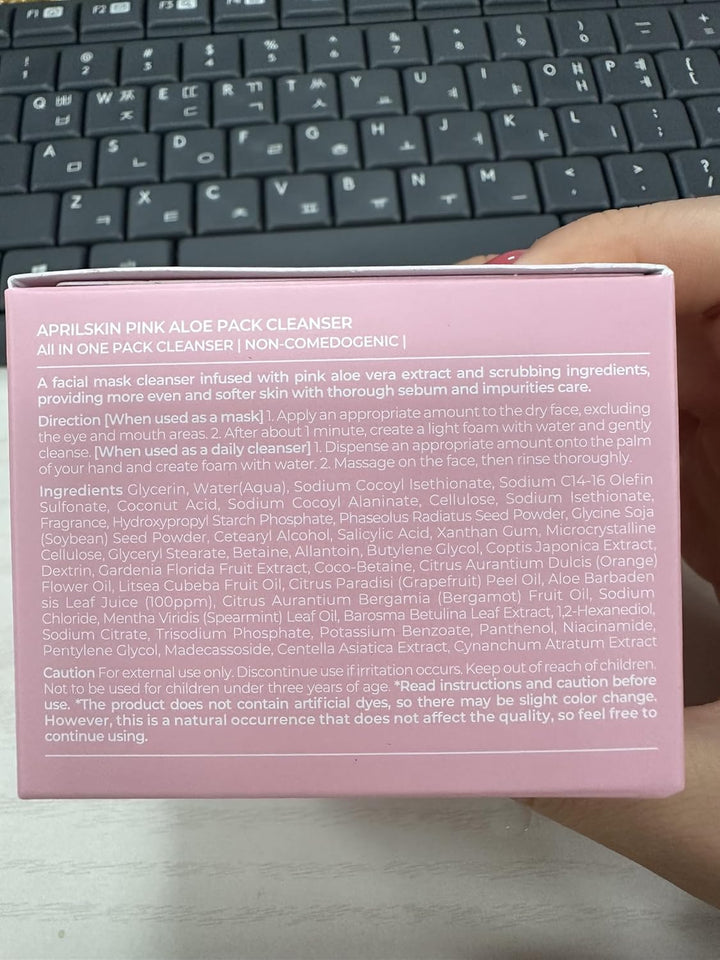 F1
F2
F3
F4
!
1
@
2
#
3
$
4
%
5
^
6
&
7
*
8
(
9
)
0
Q ㅃ
ㅂ
W ㅉ
ㅈ
E ㄸ
ㄷ
R ㄲ
ㄱ
T ㅆ
ㅅ
Y
ㅛ
U
ㅕ
I
ㅑ
O ㅒ
ㅐ
P ㅖ
ㅔ
A
ㅁ
S
ㄴ
D
ㅇ
F
ㄹ
G
ㅎ
H
ㅗ
J
ㅓ
K
ㅏ
L
ㅣ
Z
ㅋ
X
ㅌ
C
ㅊ
V
ㅍ
B
ㅠ
N
ㅜ
M
ㅡ
APRILSKIN PINK ALOE PACK CLEANSER
All IN ONE PACK CLEANSER | NON-COMEDOGENIC |
A facial mask cleanser infused with pink aloe vera extract and scrubbing ingredients,
providing more even and softer skin with thorough sebum and impurities care.
Direction [When used as a mask] 1. Apply an appropriate amount to the dry face, excluding
the eye and mouth areas. 2. After about 1 minute, create a light foam with water and gently
cleanse. [When used as a daily cleanser] 1. Dispense an appropriate amount onto the palm
of your hand and create foam with water. 2. Massage on the face, then rinse thoroughly.
Ingredients Glycerin, Water(Aqua), Sodium Cocoyl Isethionate, Sodium C14-16 Olefin
Sulfonate, Coconut Acid, Sodium Cocoyl Alaninate, Cellulose, Sodium Isethionate,
Fragrance, Hydroxypropyl Starch Phosphate, Phaseolus Radiatus Seed Powder, Glycine Soja
(Soybean) Seed Powder, Cetearyl Alcohol, Salicylic Acid, Xanthan Gum, Microcrystalline
Cellulose, Glyceryl Stearate, Betaine, Allantoin, Butylene Glycol, Coptis Japonica Extract,
Dextrin, Gardenia Florida Fruit Extract, Coco-Betaine, Citrus Aurantium Dulcis (Orange)
Flower Oil, Litsea Cubeba Fruit Oil, Citrus Paradisi (Grapefruit) Peel Oil, Aloe Barbaden
sis Leaf Juice (100ppm), Citrus Aurantium Bergamia (Bergamot) Fruit Oil, Sodium
Chloride, Mentha Viridis (Spearmint) Leaf Oil, Barosma Betulina Leaf Extract, 1,2-Hexanediol,
Sodium Citrate, Trisodium Phosphate, Potassium Benzoate, Panthenol, Niacinamide,
Pentylene Glycol, Madecassoside, Centella Asiatica Extract, Cynanchum Atratum Extract
Caution For external use only. Discontinue use if irritation occurs. Keep out of reach of children.
Not to be used for children under three years of age. *Read instructions and caution before
use. *The product does not contain artificial dyes, so there may be slight color change.
However, this is a natural occurrence that does not affect the quality, so feel free to
continue using.